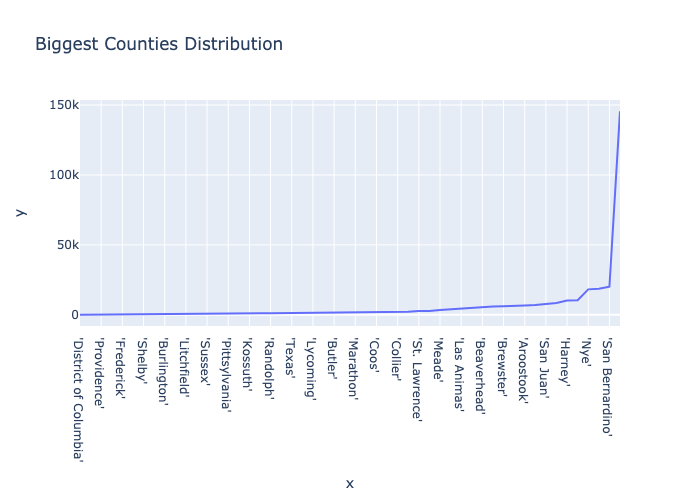 Biggest Counties Distribution
150k
100k
50k
0
y
'District of Columbia'
'Providence'
'Frederick'
'Shelby'
'Burlington'
'Litchfield'
'Sussex'
'Pittsylvania'
'Kossuth'
'Randolph'
'Texas'
'Lycoming'
'Butler'
'Marathon'
'Coos'
'Collier'
'St. Lawrence'
'Meade'
'Las Animas'
'Beaverhead'
'Brewster'
'Aroostook'
'San Juan'
'Harney'
'Nye'
'San Bernardino'
x